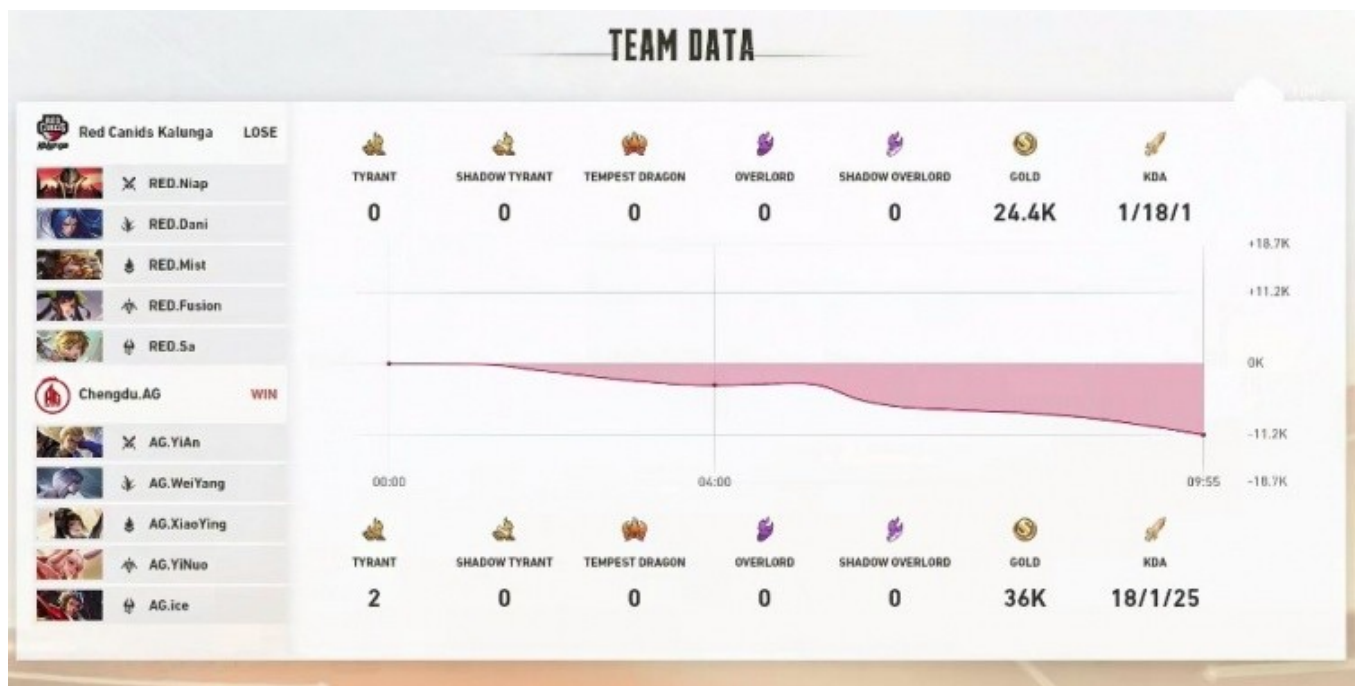 TEAM DATA
Red Canids Kalunga LOSE
RED.Niap
RED.Dani
RED.Mist
RED.Fusion
RED.Sa
Chengdu.AG WIN
AG.YiAn
AG.WeiYang
AG.XiaoYing
AG.YiNuo
AG.ice
TYRANT SHADOW TYRANT TEMPEST DRAGON OVERLORD SHADOW OVERLORD GOLD KDA
0 0 0 0 0 24.4K 1/18/1
+18.7K
+11.2K
0K
-11.2K
00:00 04:00 09:55 -18.7K
TYRANT SHADOW TYRANT TEMPEST DRAGON OVERLORD SHADOW OVERLORD GOLD KDA
2 0 0 0 0 36K 18/1/25